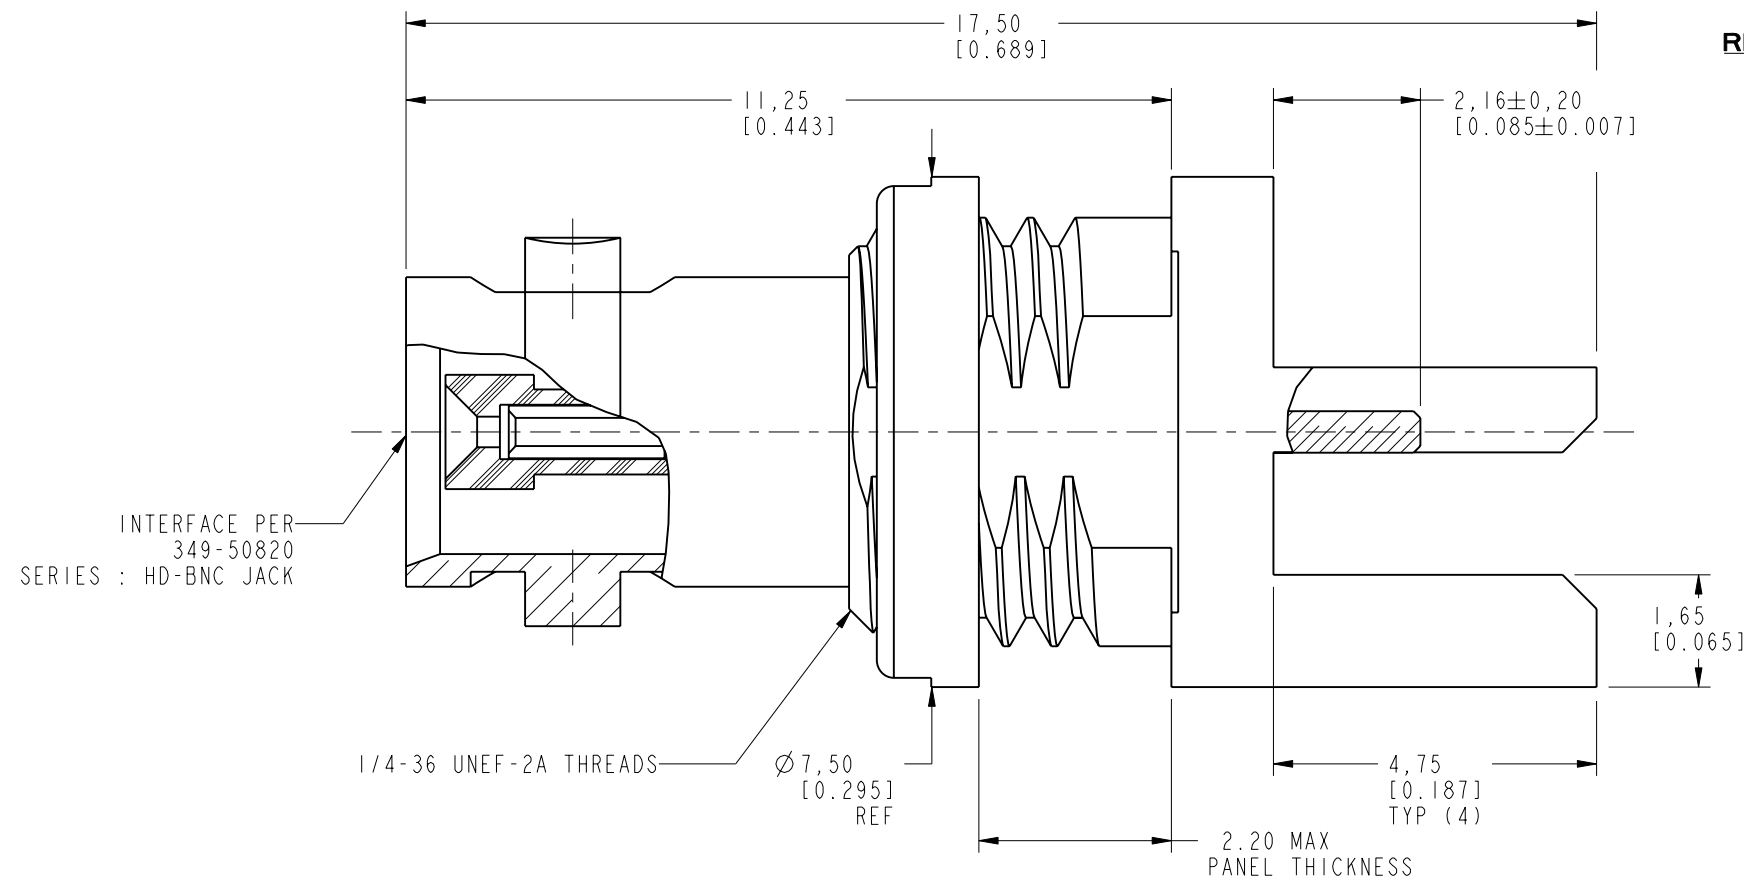 17,50
[0.689]
11,25
[0.443]
2,16±0,20
[0.085±0.007]
INTERFACE PER
349-50820
SERIES : HD-BNC JACK
1,65
[0.065]
1/4-36 UNEF-2A THREADS
Ø 7,50
[0.295]
REF
4,75
[0.187]
TYP (4)
2.20 MAX
PANEL THICKNESS